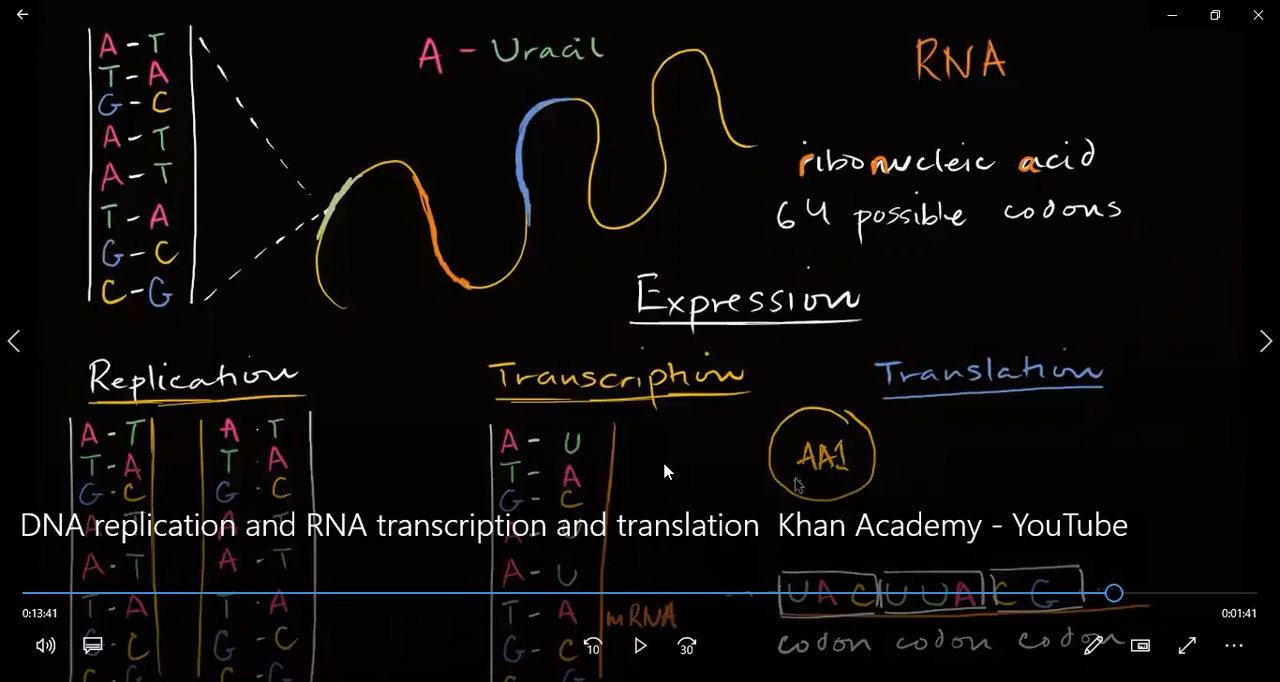 A - T
T - A
G - C
A - T
A - T
T - A
G - C
C - G
A - Uracil
RNA
ribonucleic acid
64 possible codons
Expression
Replication
A - T A · T
T - A T · A
G - C G · C
A - T A
A - T A - T
T - A T · A
G - C G - C
C - G C - G
Transcription
A - U
T - A
G - C
A - U
A - U
T - A
G - C
C G
mRNA
Translation
AA1
UAC UUA CG
codon codon codon
DNA replication and RNA transcription and translation Khan Academy - YouTube
0:13:41
0:01:41
10
30